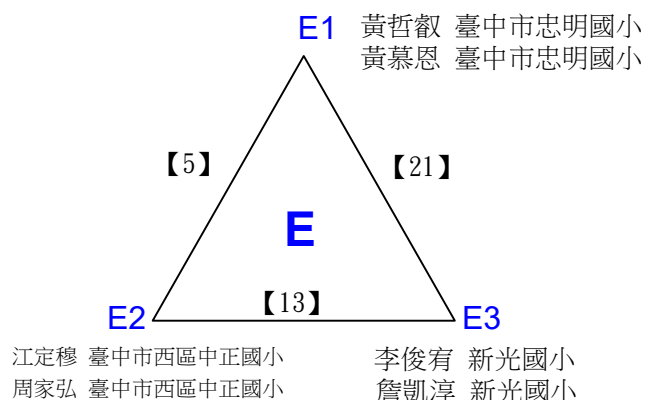 E1
黃哲叡 臺中市忠明國小
黃慕恩 臺中市忠明國小
【5】
【21】
E
【13】
E2
E3
江定穆 臺中市西區中正國小
周家弘 臺中市西區中正國小
李俊宥 新光國小
詹凱淳 新光國小